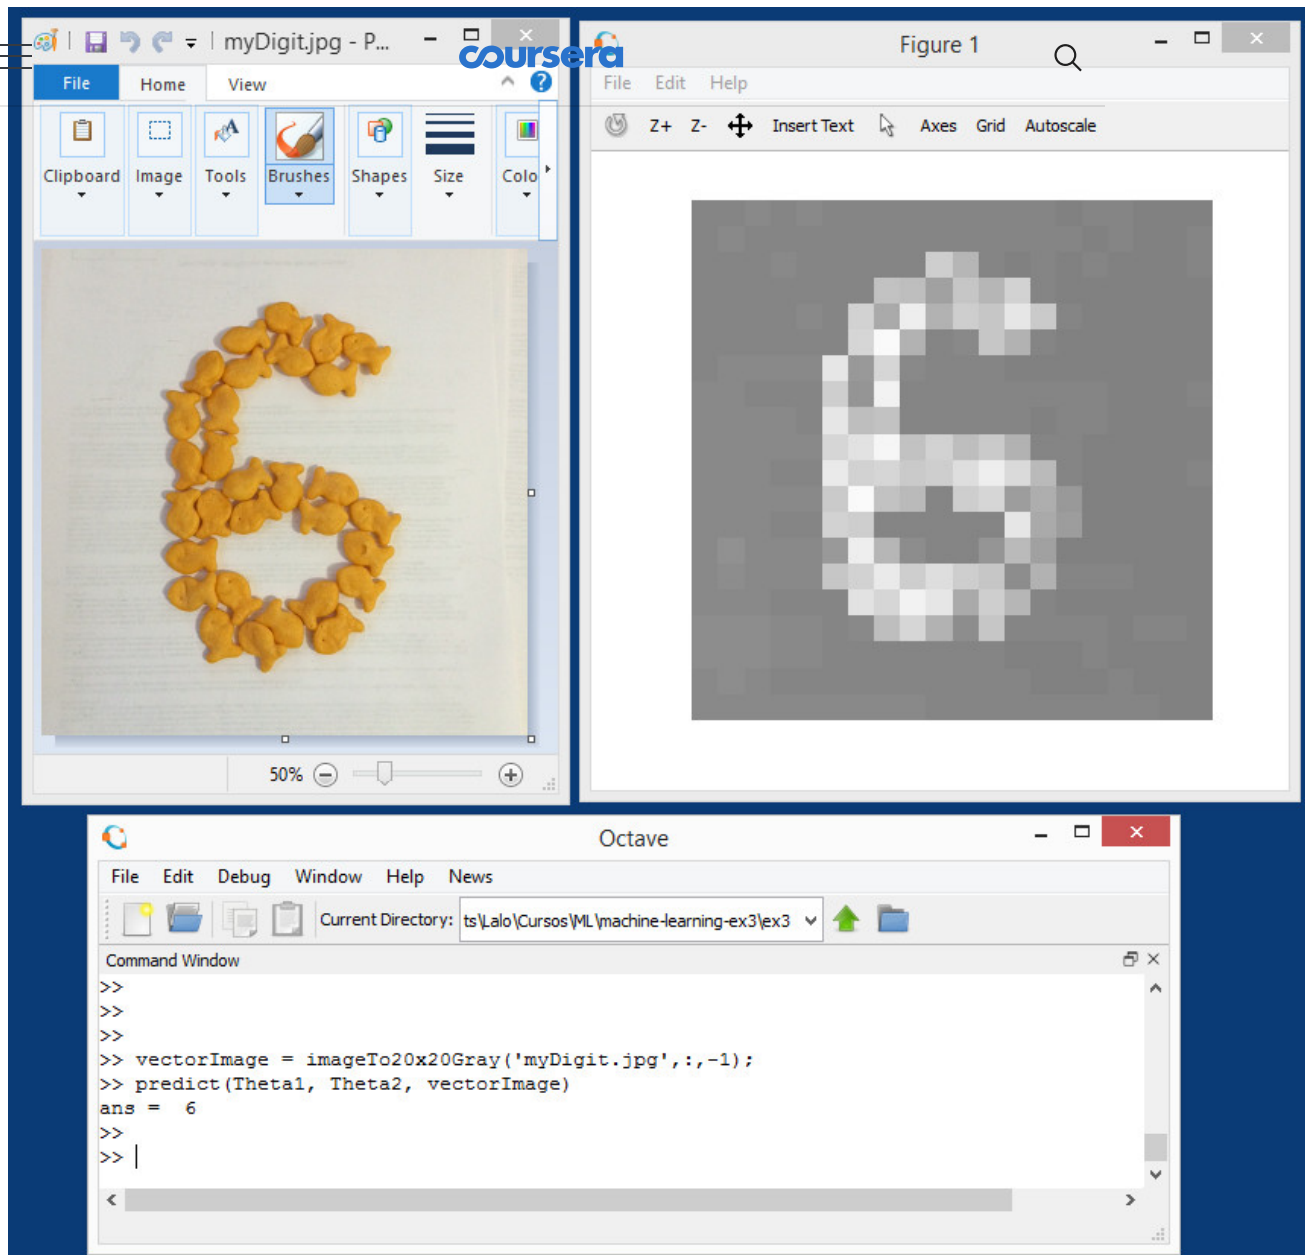 myDigit.jpg - P...
coursera
File Home View
Clipboard Image Tools Brushes Shapes Size Colo
50%
Figure 1
File Edit Help
Z+ Z- Insert Text Axes Grid Autoscale
Octave
File Edit Debug Window Help News
Current Directory: ts\Lalo\Cursos\ML\machine-learning-ex3\ex3
Command Window
>>
>>
>>
>> vectorImage = imageTo20x20Gray('myDigit.jpg',:,-1);
>> predict(Theta1, Theta2, vectorImage)
ans = 6
>>
>>